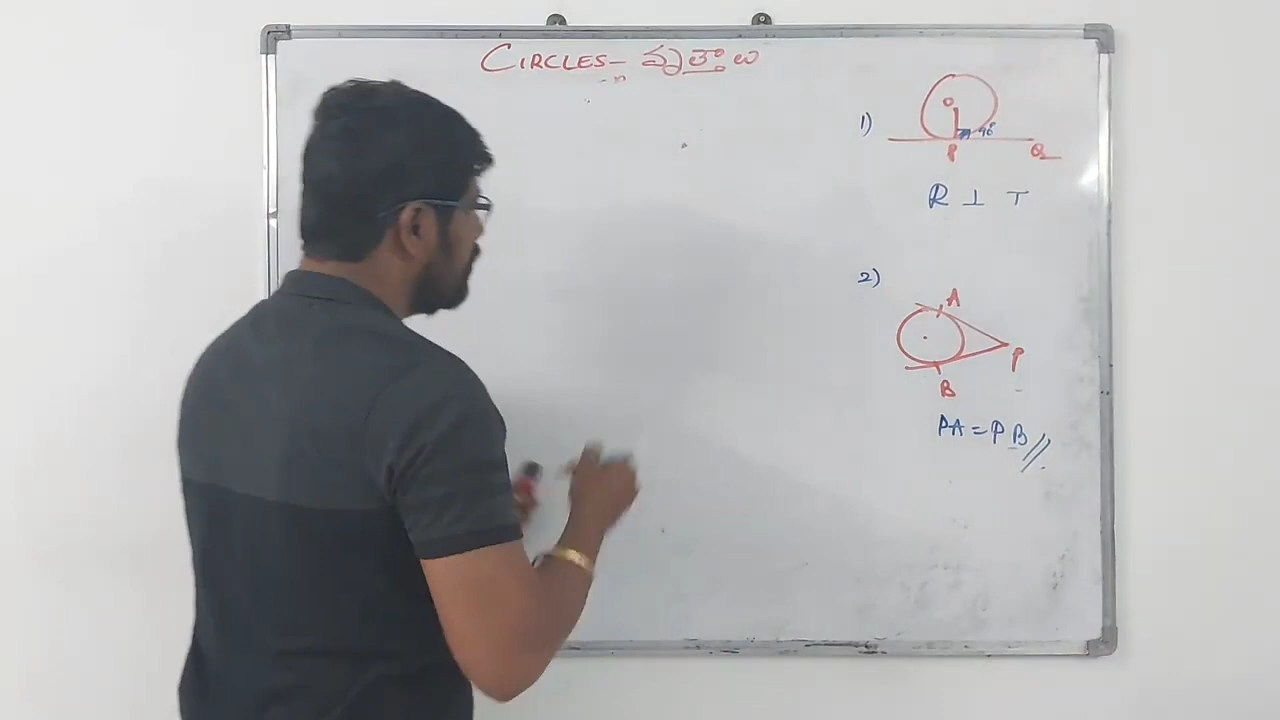 CIRCLES- వృత్తాలు
1)
O
90°
P
Q
R ⊥ T
2)
A
P
B
PA = PB //